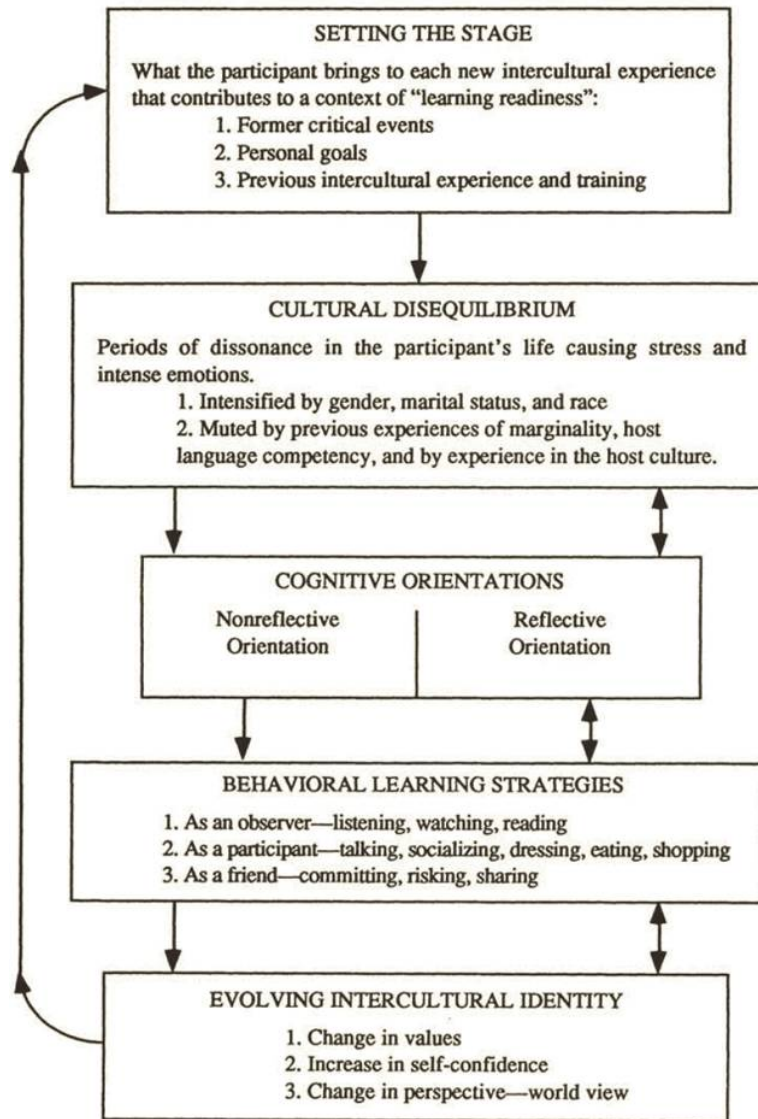 SETTING THE STAGE
What the participant brings to each new intercultural experience
that contributes to a context of “learning readiness”:
1. Former critical events
2. Personal goals
3. Previous intercultural experience and training
CULTURAL DISEQUILIBRIUM
Periods of dissonance in the participant’s life causing stress and
intense emotions.
1. Intensified by gender, marital status, and race
2. Muted by previous experiences of marginality, host
language competency, and by experience in the host culture.
COGNITIVE ORIENTATIONS
Nonreflective
Orientation
Reflective
Orientation
BEHAVIORAL LEARNING STRATEGIES
1. As an observer—listening, watching, reading
2. As a participant—talking, socializing, dressing, eating, shopping
3. As a friend—committing, risking, sharing
EVOLVING INTERCULTURAL IDENTITY
1. Change in values
2. Increase in self-confidence
3. Change in perspective—world view